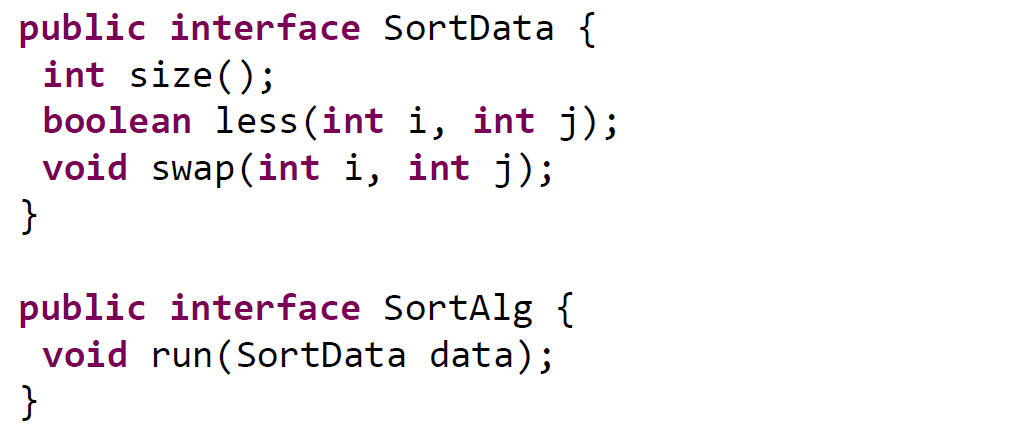 public interface SortData {
int size();
boolean less(int i, int j);
void swap(int i, int j);
}
public interface SortAlg {
void run(SortData data);
}